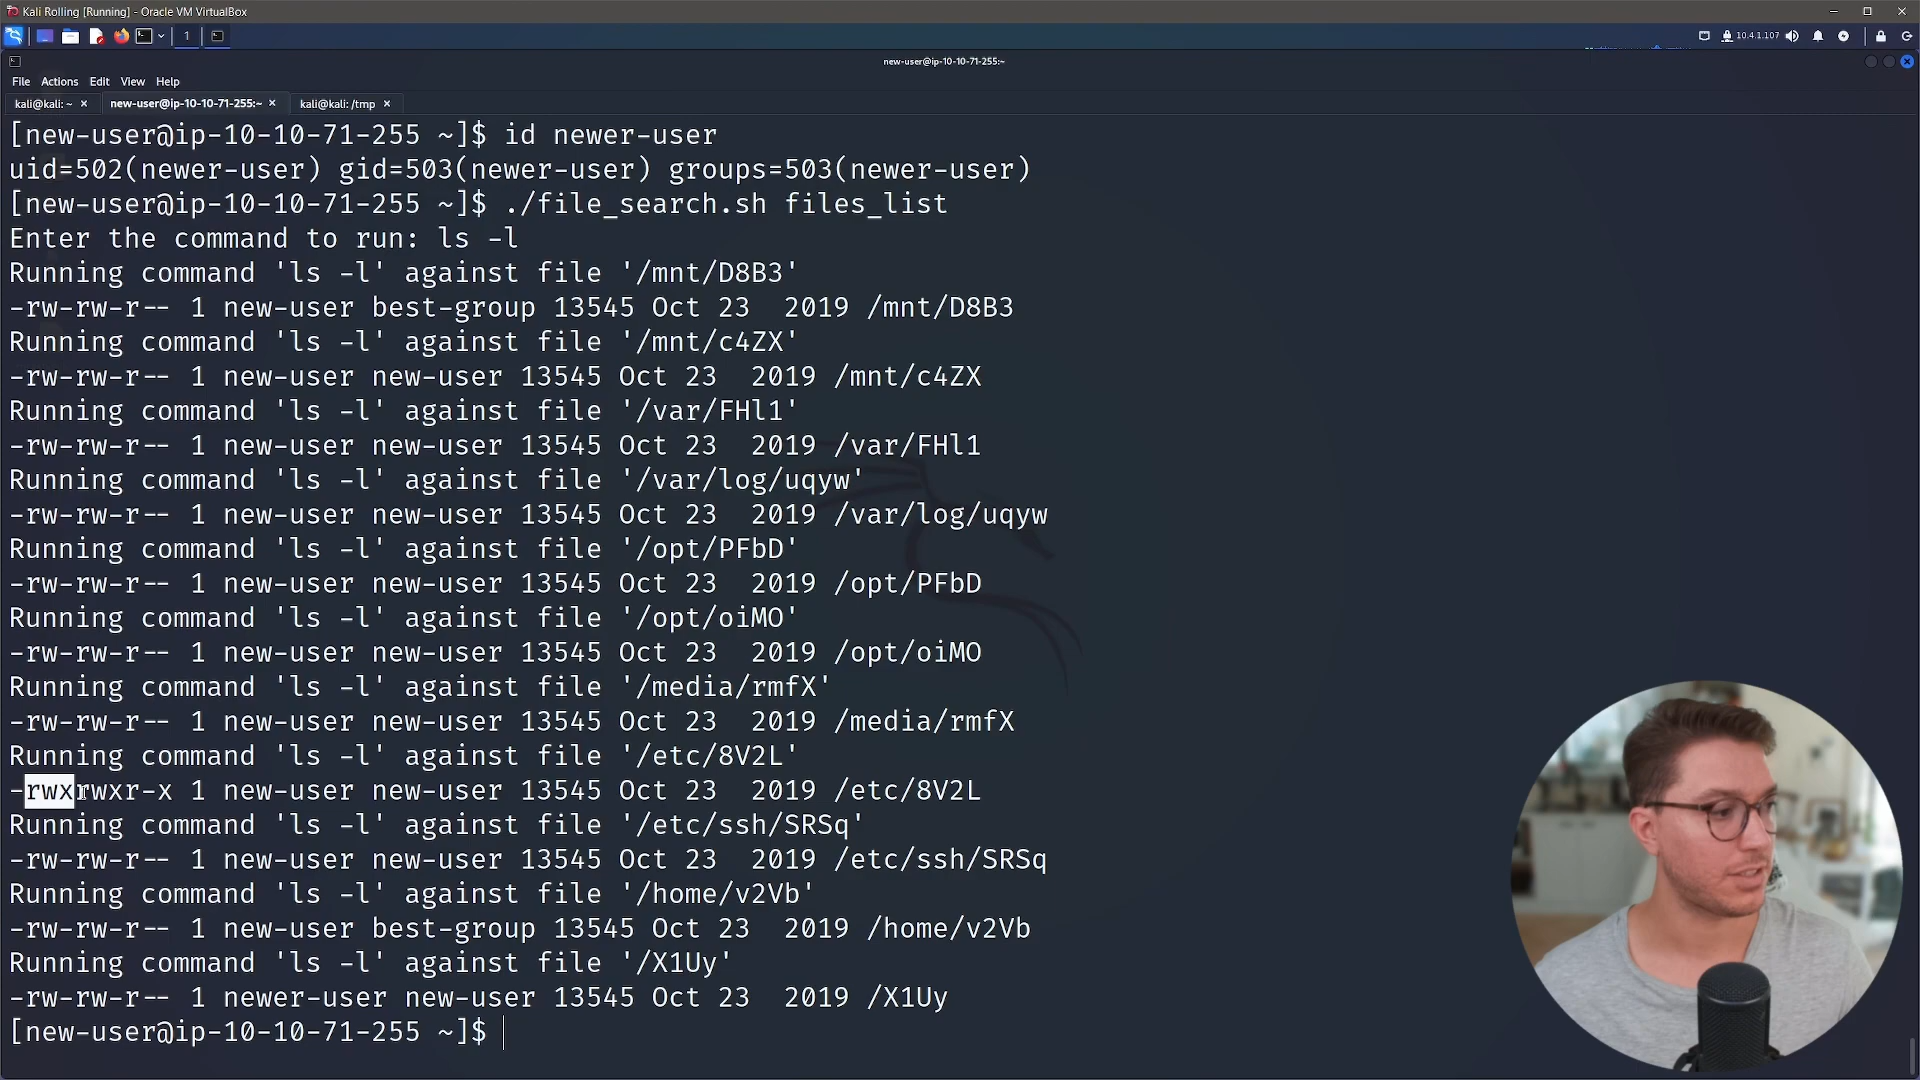 Kali Rolling [Running] - Oracle VM VirtualBox
1
10.4.1.107
new-user@ip-10-10-71-255:~
File Actions Edit View Help
kali@kali: ~ × new-user@ip-10-10-71-255:~ × kali@kali: /tmp ×
[new-user@ip-10-10-71-255 ~]$ id newer-user
uid=502(newer-user) gid=503(newer-user) groups=503(newer-user)
[new-user@ip-10-10-71-255 ~]$ ./file_search.sh files_list
Enter the command to run: ls -l
Running command 'ls -l' against file '/mnt/D8B3'
-rw-rw-r-- 1 new-user best-group 13545 Oct 23  2019 /mnt/D8B3
Running command 'ls -l' against file '/mnt/c4ZX'
-rw-rw-r-- 1 new-user new-user 13545 Oct 23  2019 /mnt/c4ZX
Running command 'ls -l' against file '/var/FHl1'
-rw-rw-r-- 1 new-user new-user 13545 Oct 23  2019 /var/FHl1
Running command 'ls -l' against file '/var/log/uqyw'
-rw-rw-r-- 1 new-user new-user 13545 Oct 23  2019 /var/log/uqyw
Running command 'ls -l' against file '/opt/PFbD'
-rw-rw-r-- 1 new-user new-user 13545 Oct 23  2019 /opt/PFbD
Running command 'ls -l' against file '/opt/oiMO'
-rw-rw-r-- 1 new-user new-user 13545 Oct 23  2019 /opt/oiMO
Running command 'ls -l' against file '/media/rmfX'
-rw-rw-r-- 1 new-user new-user 13545 Oct 23  2019 /media/rmfX
Running command 'ls -l' against file '/etc/8V2L'
-rwxrwxr-x 1 new-user new-user 13545 Oct 23  2019 /etc/8V2L
Running command 'ls -l' against file '/etc/ssh/SRSq'
-rw-rw-r-- 1 new-user new-user 13545 Oct 23  2019 /etc/ssh/SRSq
Running command 'ls -l' against file '/home/v2Vb'
-rw-rw-r-- 1 new-user best-group 13545 Oct 23  2019 /home/v2Vb
Running command 'ls -l' against file '/X1Uy'
-rw-rw-r-- 1 newer-user new-user 13545 Oct 23  2019 /X1Uy
[new-user@ip-10-10-71-255 ~]$